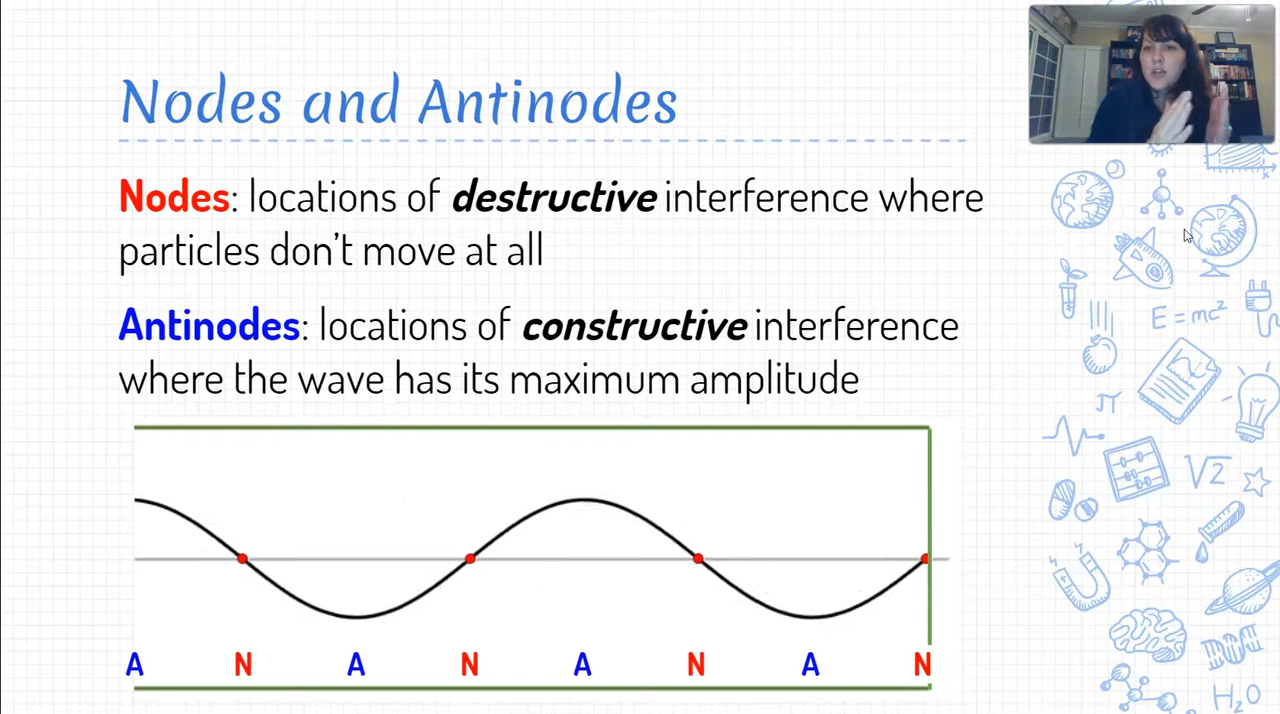 Nodes and Antinodes
Nodes: locations of destructive interference where
particles don't move at all
Antinodes: locations of constructive interference
where the wave has its maximum amplitude
A N A N A N A N
E=mc²
π
√2
H₂O